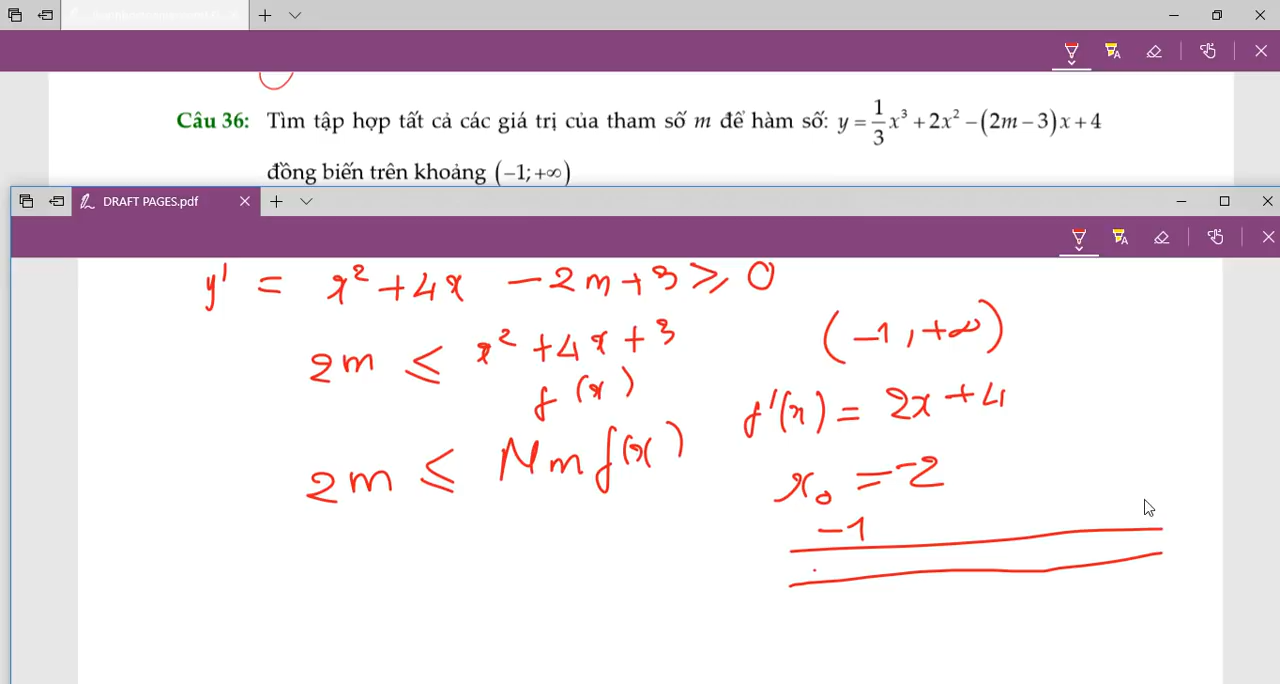 Câu 36: Tìm tập hợp tất cả các giá trị của tham số m để hàm số: y = 1/3 x³ + 2x² − (2m − 3)x + 4
đồng biến trên khoảng (−1; +∞)
DRAFT PAGES.pdf
y' = x² + 4x − 2m + 3 ⩾ 0
(−1, +∞)
2m ≤ x² + 4x + 3
f(x)
f'(x) = 2x + 4
2m ≤ Min f(x)
x₀ = −2
−1